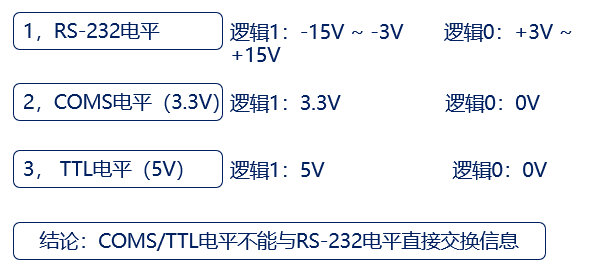 1，RS-232电平 逻辑1：-15V ~ -3V 逻辑0：+3V ~
+15V
2，COMS电平（3.3V） 逻辑1：3.3V 逻辑0：0V
3， TTL电平（5V） 逻辑1：5V 逻辑0：0V
结论：COMS/TTL电平不能与RS-232电平直接交换信息